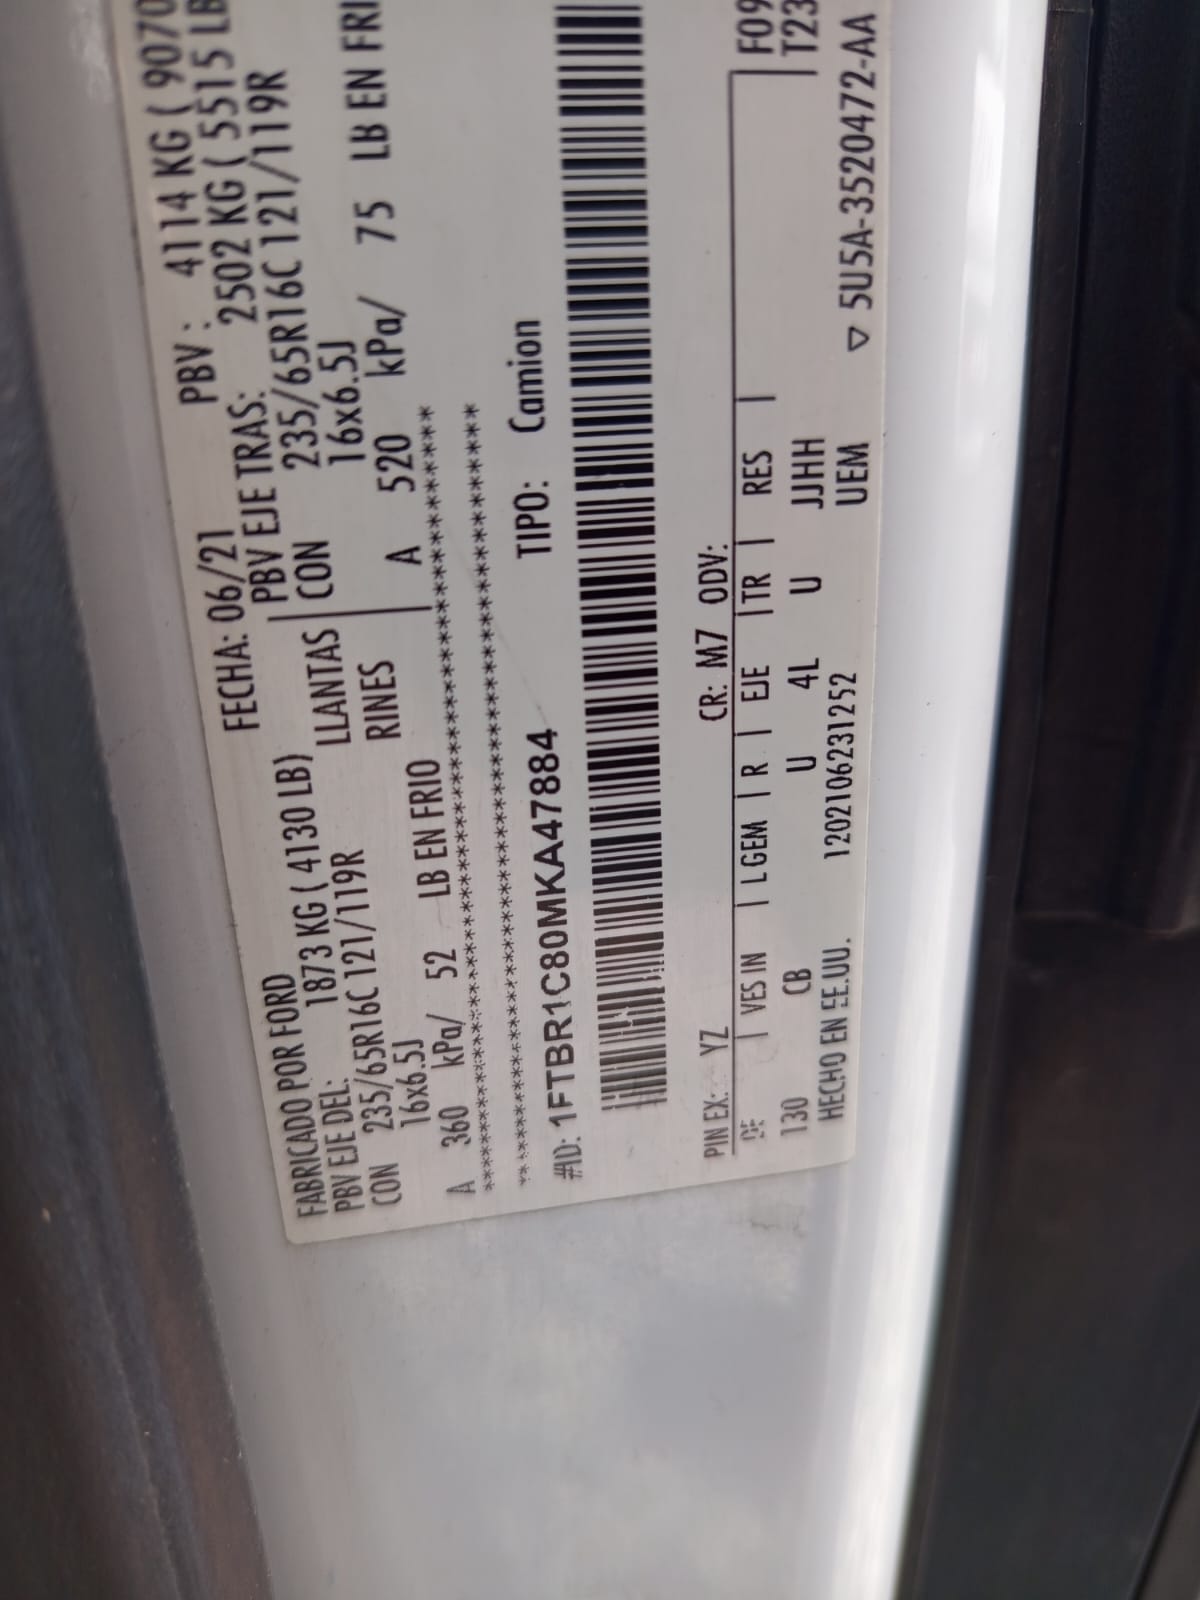 FABRICADO POR FORD FECHA: 06/21 PBV: 4114 KG ( 9070
PBV EJE DEL: 1873 KG ( 4130 LB) PBV EJE TRAS: 2502 KG ( 5515 LB
CON 235/65R16C 121/119R LLANTAS CON 235/65R16C 121/119R
16x6.5J RINES 16x6.5J
A 360 kPa/ 52 LB EN FRIO A 520 kPa/ 75 LB EN FRI
*****************************************************
*****************************************************
#ID: 1FTBR1C80MKA47884 TIPO: Camion
PIN EX: YZ CR: M7 ODV:
VES IN LGEM R EJE TR RES F09
130 CB U 4L U JJHH T23
HECHO EN EE.UU. 1202106231252 UEM ▽ 5U5A-3520472-AA